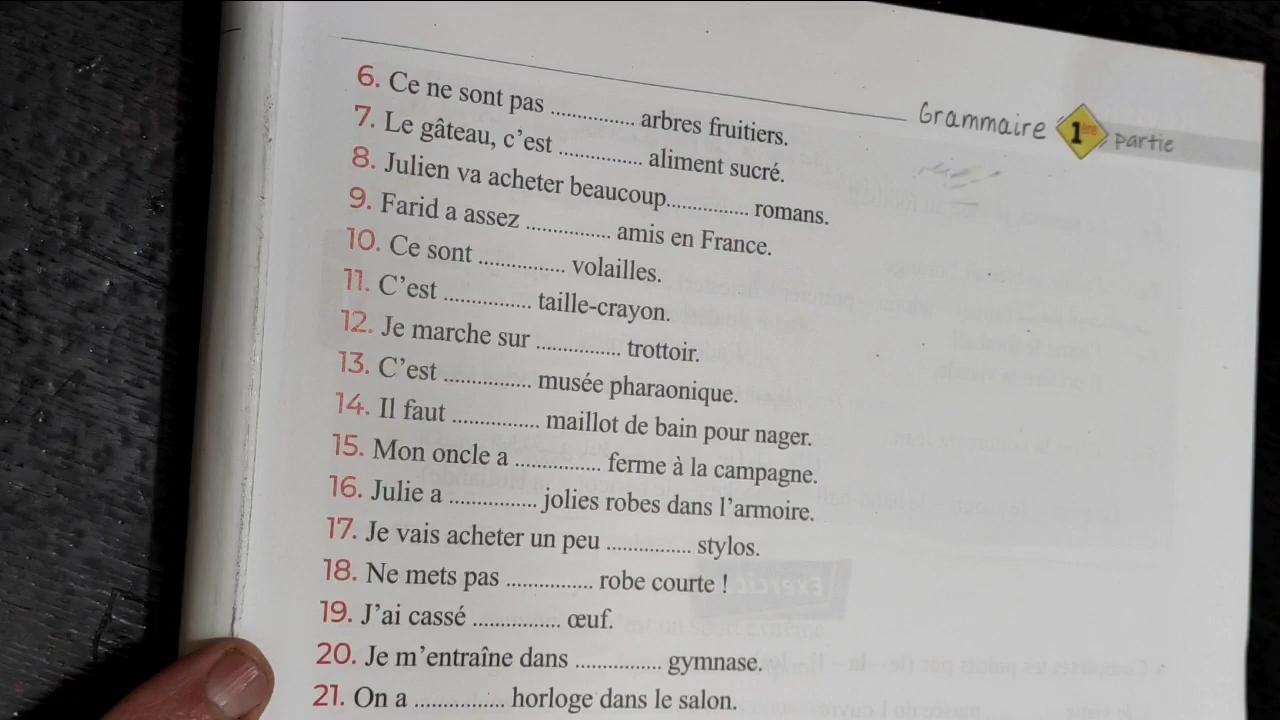 Grammaire 1ère partie
6. Ce ne sont pas .............. arbres fruitiers.
7. Le gâteau, c'est .............. aliment sucré.
8. Julien va acheter beaucoup.............. romans.
9. Farid a assez .............. amis en France.
10. Ce sont .............. volailles.
11. C'est .............. taille-crayon.
12. Je marche sur .............. trottoir.
13. C'est .............. musée pharaonique.
14. Il faut .............. maillot de bain pour nager.
15. Mon oncle a .............. ferme à la campagne.
16. Julie a .............. jolies robes dans l'armoire.
17. Je vais acheter un peu .............. stylos.
18. Ne mets pas .............. robe courte !
19. J'ai cassé .............. œuf.
20. Je m'entraîne dans .............. gymnase.
21. On a .............. horloge dans le salon.